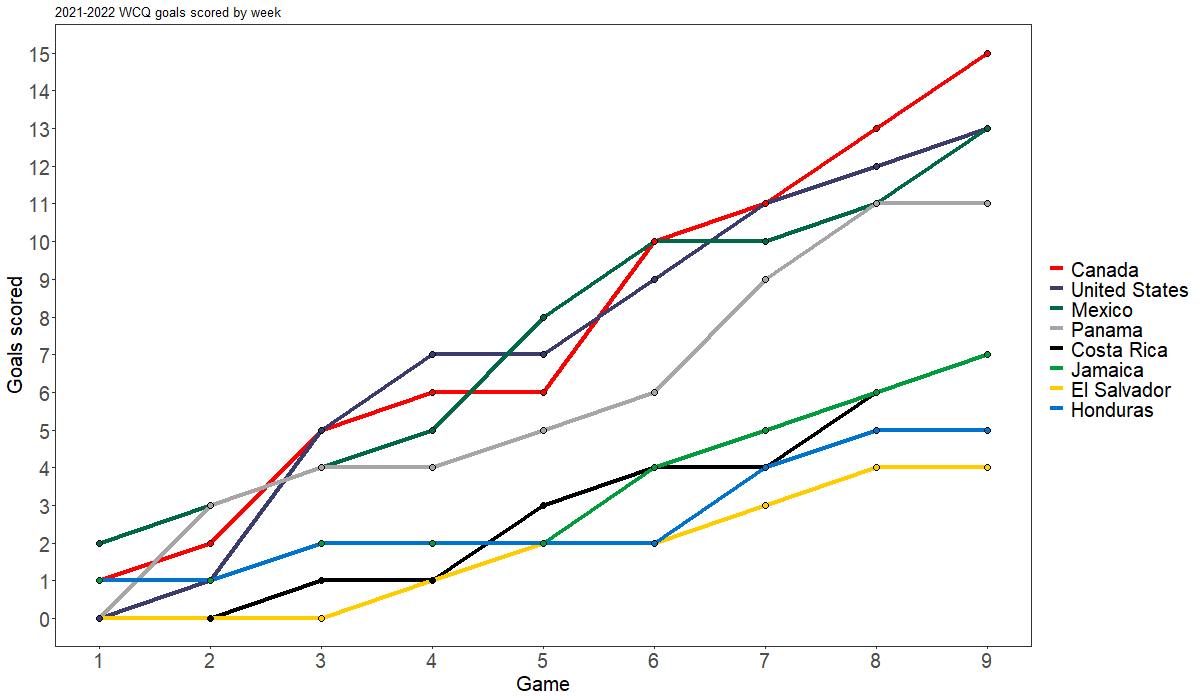 2021-2022 WCQ goals scored by week
15
14
13
12
11
10
9
8
7
6
5
4
3
2
1
0
Goals scored
1 2 3 4 5 6 7 8 9
Game
Canada
United States
Mexico
Panama
Costa Rica
Jamaica
El Salvador
Honduras